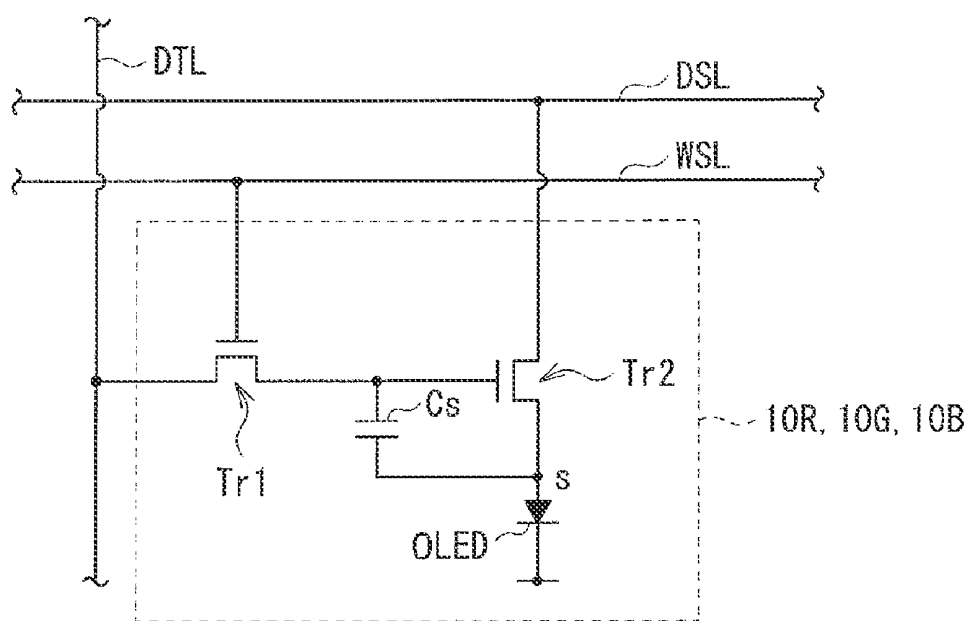 DTL
DSL
WSL
Tr2
Cs
10R, 10G, 10B
Tr1
s
OLED